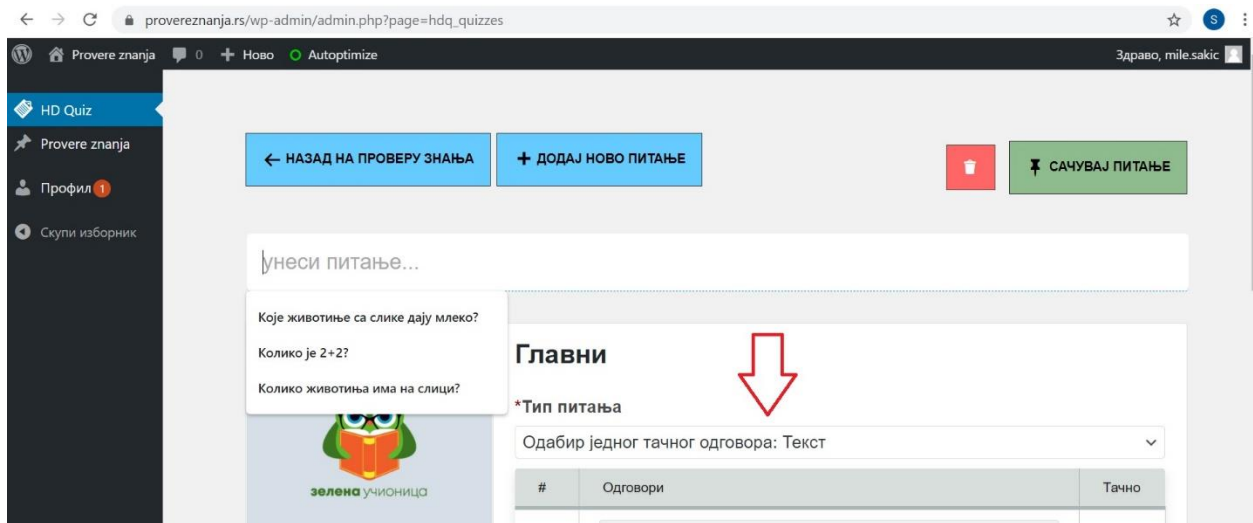 provereznanja.rs/wp-admin/admin.php?page=hdq_quizzes
S
Provere znanja 0 + Ново Autoptimize Здраво, mile.sakic
HD Quiz
Provere znanja
Профил 1
Скупи изборник
← НАЗАД НА ПРОВЕРУ ЗНАЊА
+ ДОДАЈ НОВО ПИТАЊЕ
САЧУВАЈ ПИТАЊЕ
унеси питање...
Које животиње са слике дају млеко?
Колико је 2+2?
Колико животиња има на слици?
зелена учионица
Главни
*Тип питања
Одабир једног тачног одговора: Текст
# Одговори Тачно